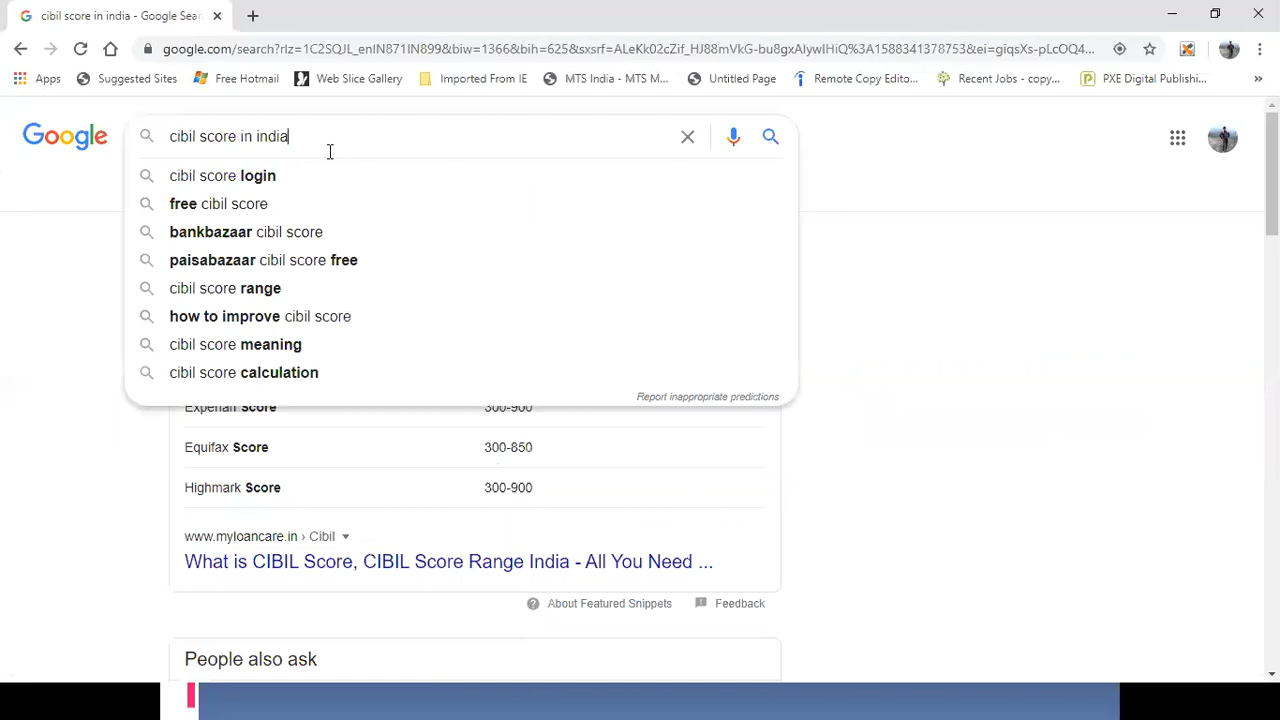 cibil score in india - Google Sear
google.com/search?rlz=1C2SQJL_enIN871IN899&biw=1366&bih=625&sxsrf=ALeKk02cZif_HJ88mVkG-bu8gxAIywIHiQ%3A1588341378753&ei=giqsXs-pLcOQ4...
Apps Suggested Sites Free Hotmail Web Slice Gallery Imported From IE MTS India - MTS M... Untitled Page Remote Copy Edito... Recent Jobs - copy... PXE Digital Publishi... »
Google cibil score in india
cibil score login
free cibil score
bankbazaar cibil score
paisabazaar cibil score free
cibil score range
how to improve cibil score
cibil score meaning
cibil score calculation
Report inappropriate predictions
Experian Score 300-900
Equifax Score 300-850
Highmark Score 300-900
www.myloancare.in › Cibil
What is CIBIL Score, CIBIL Score Range India - All You Need ...
About Featured Snippets Feedback
People also ask